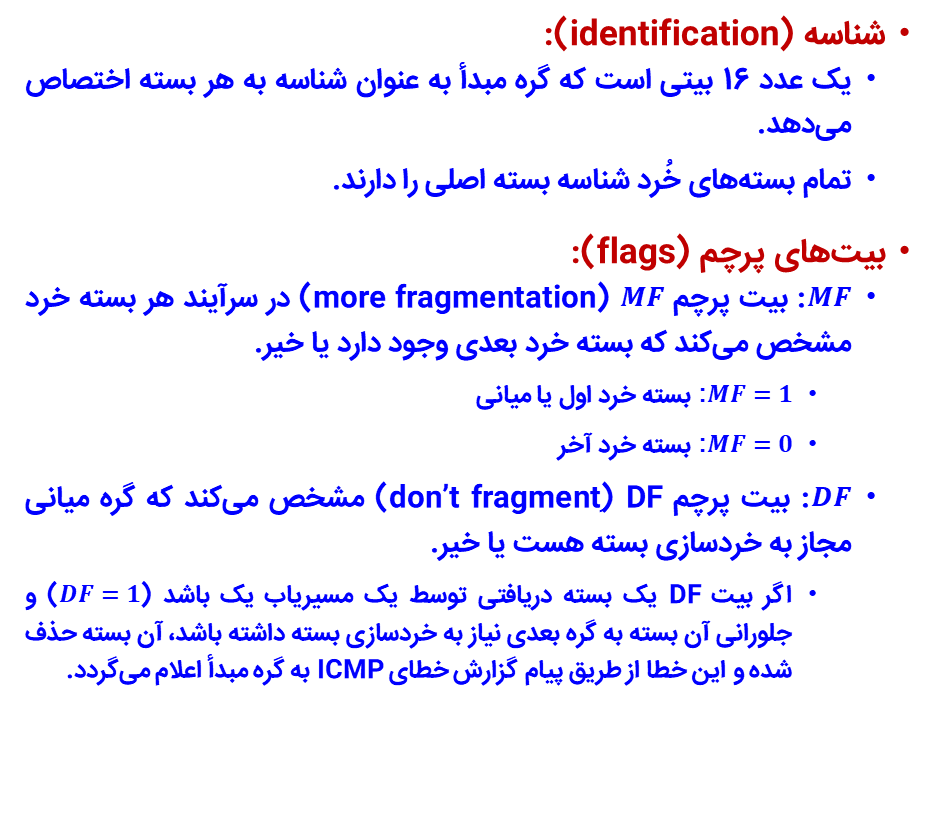 • شناسه (identification):
• یک عدد ۱۶ بیتی است که گره مبدأ به عنوان شناسه به هر بسته اختصاص
می‌دهد.
• تمام بسته‌های خُرد شناسه بسته اصلی را دارند.
• بیت‌های پرچم (flags):
• MF: بیت پرچم MF (more fragmentation) در سرآیند هر بسته خرد
مشخص می‌کند که بسته خرد بعدی وجود دارد یا خیر.
• MF = 1: بسته خرد اول یا میانی
• MF = 0: بسته خرد آخر
• DF: بیت پرچم DF (don’t fragment) مشخص می‌کند که گره میانی
مجاز به خردسازی بسته هست یا خیر.
• اگر بیت DF یک بسته دریافتی توسط یک مسیریاب یک باشد (DF = 1) و
جلورانی آن بسته به گره بعدی نیاز به خردسازی بسته داشته باشد، آن بسته حذف
شده و این خطا از طریق پیام گزارش خطای ICMP به گره مبدأ اعلام می‌گردد.